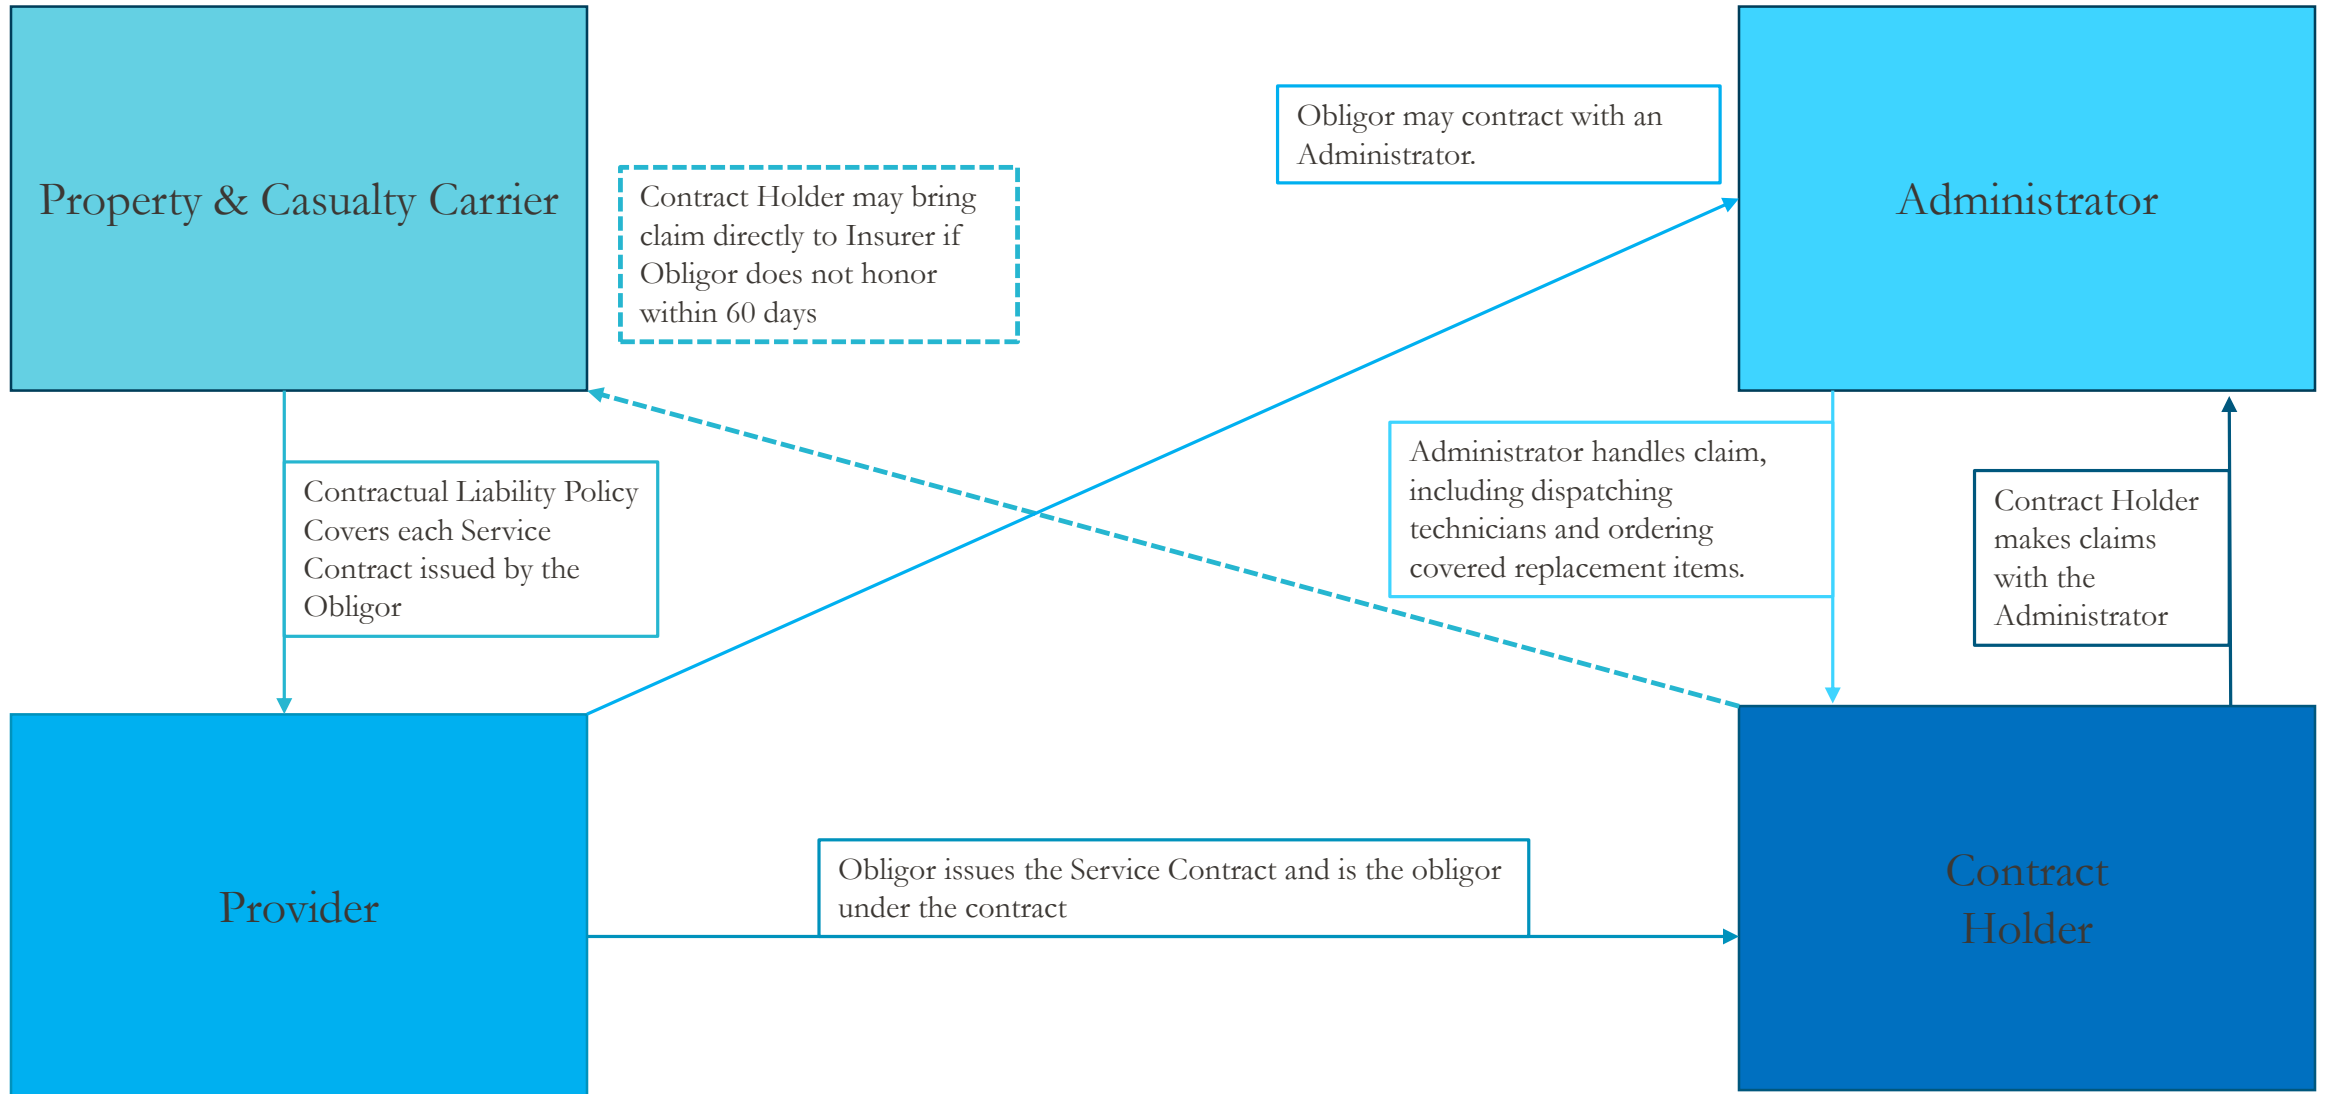 Property & Casualty Carrier
Contract Holder may bring
claim directly to Insurer if
Obligor does not honor
within 60 days
Obligor may contract with an
Administrator.
Administrator
Contractual Liability Policy
Covers each Service
Contract issued by the
Obligor
Administrator handles claim,
including dispatching
technicians and ordering
covered replacement items.
Contract Holder
makes claims
with the
Administrator
Provider
Obligor issues the Service Contract and is the obligor
under the contract
Contract
Holder